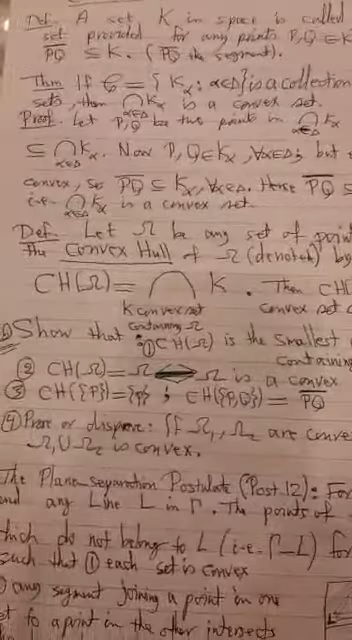 Def. A set K in space is called
set provided for any points P,Q ∈ K
PQ ⊆ K. (PQ the segment).
Thm If C = { Kα : α∈Δ} is a collection
sets, then ∩ Kα is a convex set.
α∈Δ
Proof. Let P,Q be two points in ∩ Kα
α∈Δ
⊆ ∩ Kα. Now P, Q∈Kα, ∀α∈Δ; but
α∈Δ
convex, so PQ ⊆ Kα, ∀α∈Δ. Hence PQ ⊆
i.e. ∩ Kα is a convex set.
α∈Δ
Def. Let Ω be any set of point
The Convex Hull of Ω (denoted by
CH(Ω) = ∩ K . Then CH(
K convex set convex set
containing Ω
Show that : ① CH(Ω) is the smallest
containing
② CH(Ω) = Ω ⟺ Ω is a convex
③ CH({P}) = {P} ; CH({P,Q}) = PQ
④ Prove or disprove: If Ω₁, Ω₂ are conve
Ω₁ ∪ Ω₂ is convex.
The Plane-separation Postulate (Post.12): For
and any Line L in Γ. The points of
which do not belong to L (i.e. Γ-L) for
such that ① each set is convex
) any segment joining a point in one
et to a point in the other intersects